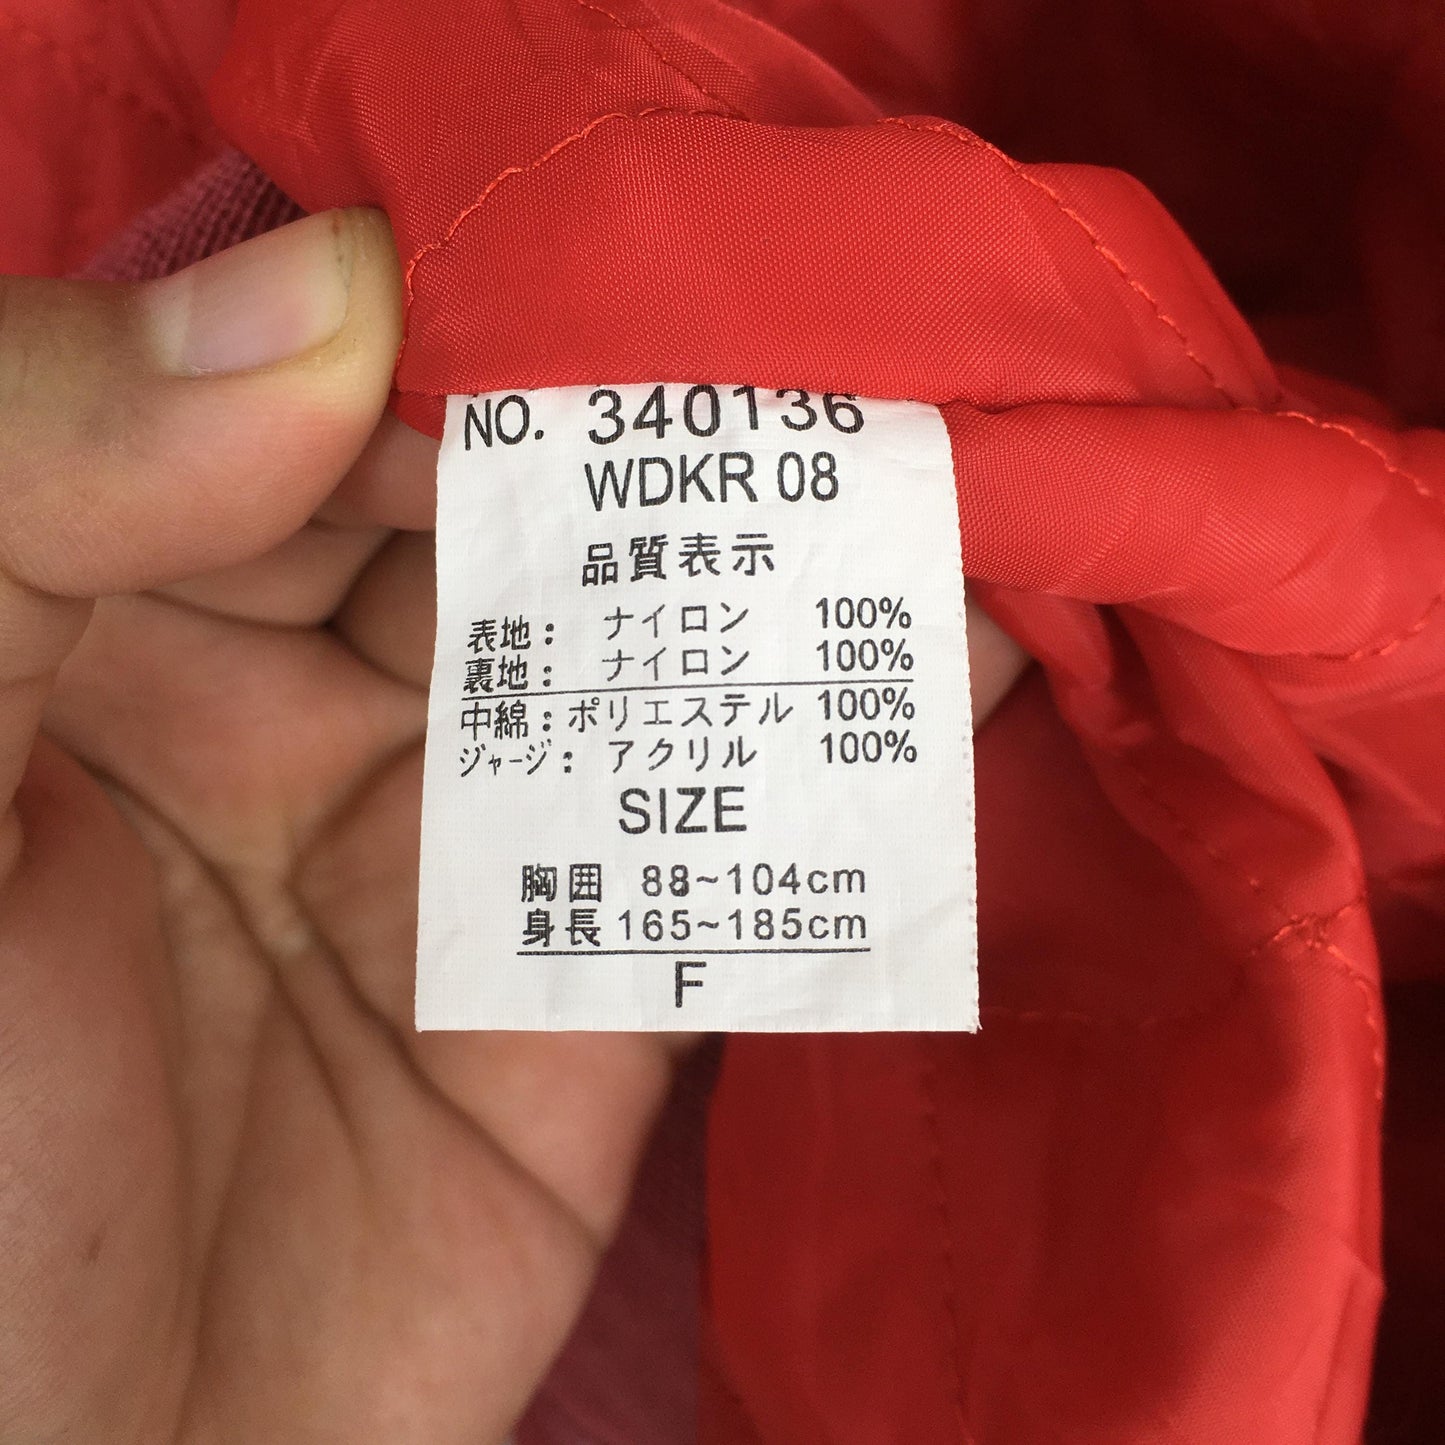 NO. 340136
WDKR 08
品質表示
表地: ナイロン 100%
裏地: ナイロン 100%
中綿: ポリエステル 100%
ジャージ: アクリル 100%
SIZE
胸囲 88~104cm
身長 165~185cm
F